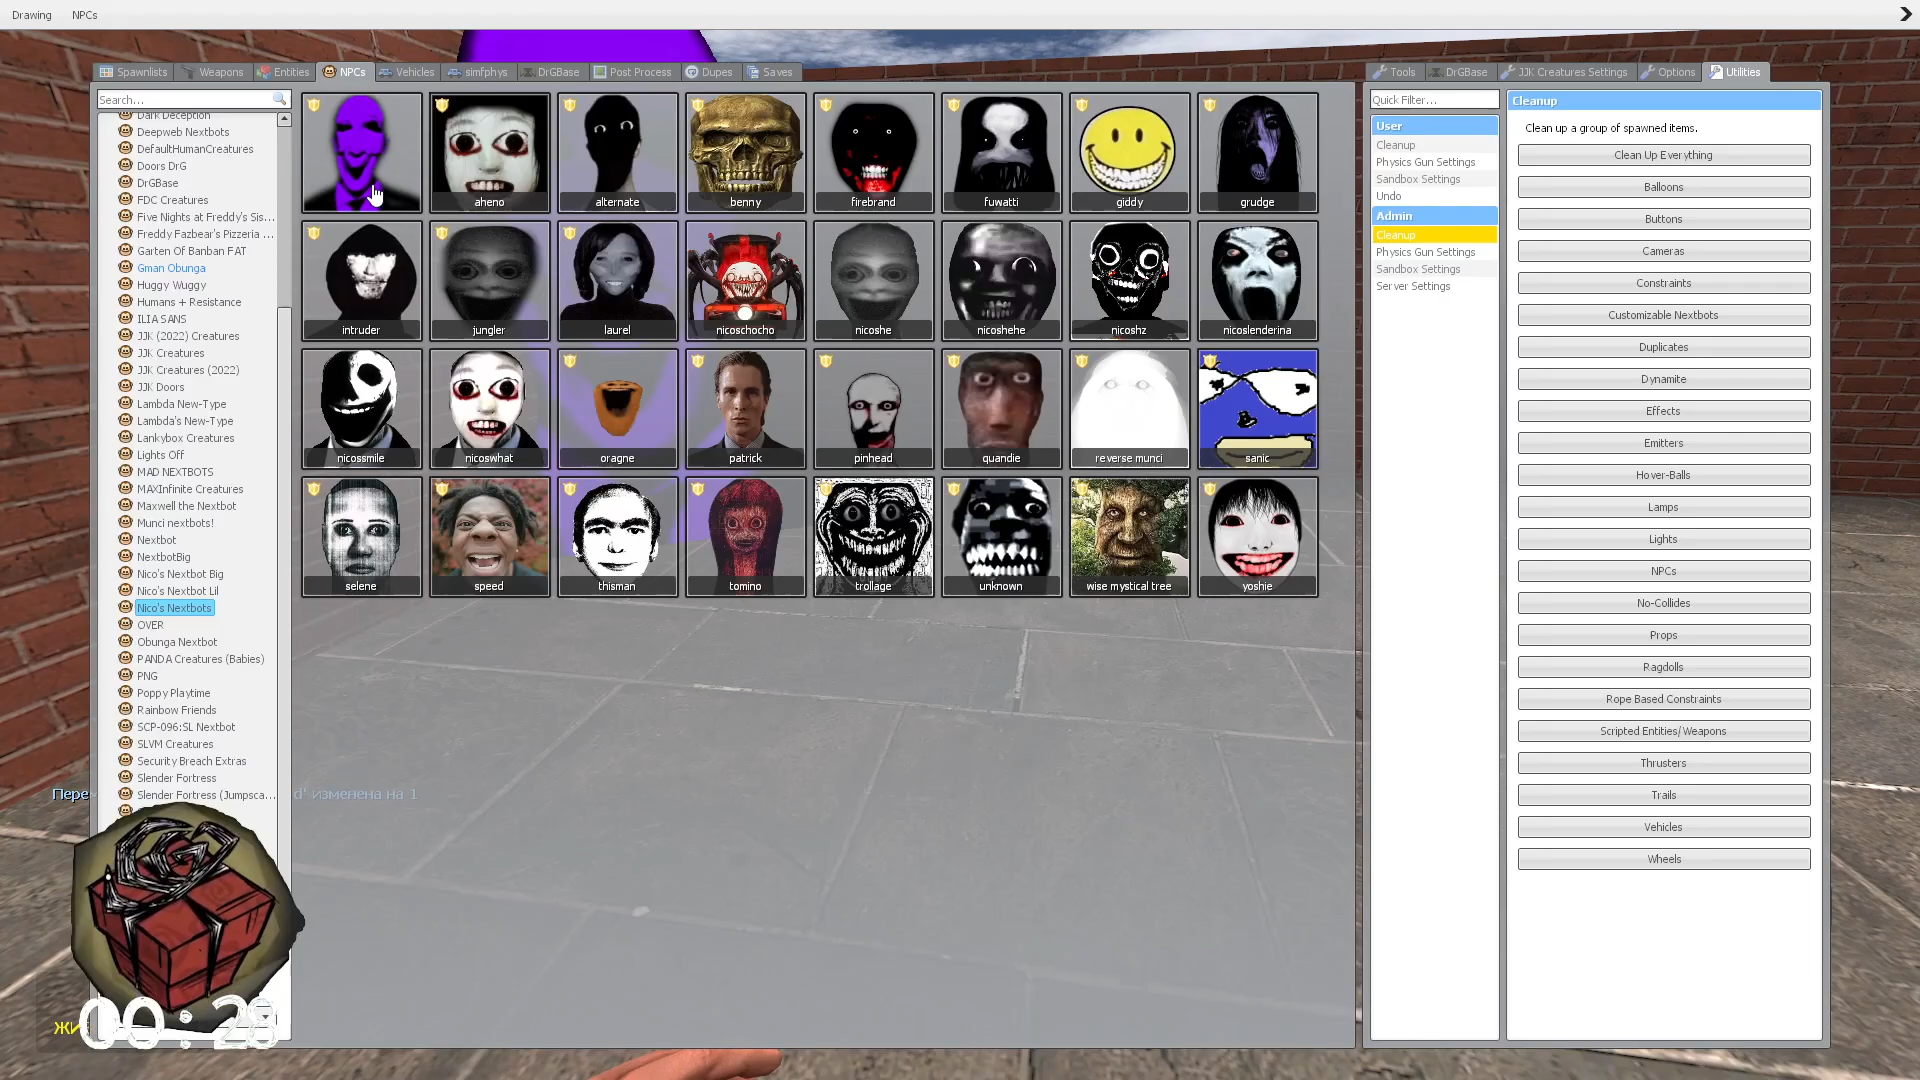 Drawing NPCs
Spawnlists Weapons Entities NPCs Vehicles simfphys DrGBase Post Process Dupes Saves
Search...
Dark Deception
Deepweb Nextbots
DefaultHumanCreatures
Doors DrG
DrGBase
FDC Creatures
Five Nights at Freddy's Sis...
Freddy Fazbear's Pizzeria ...
Garten Of Banban FAT
Gman Obunga
Huggy Wuggy
Humans + Resistance
ILIA SANS
JJK (2022) Creatures
JJK Creatures
JJK Creatures (2022)
JJK Doors
Lambda New-Type
Lambda's New-Type
Lankybox Creatures
Lights Off
MAD NEXTBOTS
MAXInfinite Creatures
Maxwell the Nextbot
Munci nextbots!
Nextbot
NextbotBig
Nico's Nextbot Big
Nico's Nextbot Lil
Nico's Nextbots
OVER
Obunga Nextbot
PANDA Creatures (Babies)
PNG
Poppy Playtime
Rainbow Friends
SCP-096:SL Nextbot
SLVM Creatures
Security Breach Extras
Slender Fortress
Slender Fortress (Jumpsca...
aheno alternate benny firebrand fuwatti giddy grudge
intruder jungler laurel nicoschocho nicoshe nicoshehe nicoshz nicoslenderina
nicossmile nicoswhat oragne patrick pinhead quandie reverse munci sanic
selene speed thisman tomino trollage unknown wise mystical tree yoshie
Пере d" изменена на 1
ЖИ
00:28
Tools DrGBase JJK Creatures Settings Options Utilities
Quick Filter...
User
Cleanup
Physics Gun Settings
Sandbox Settings
Undo
Admin
Cleanup
Physics Gun Settings
Sandbox Settings
Server Settings
Cleanup
Clean up a group of spawned items.
Clean Up Everything
Balloons
Buttons
Cameras
Constraints
Customizable Nextbots
Duplicates
Dynamite
Effects
Emitters
Hover-Balls
Lamps
Lights
NPCs
No-Collides
Props
Ragdolls
Rope Based Constraints
Scripted Entities/Weapons
Thrusters
Trails
Vehicles
Wheels